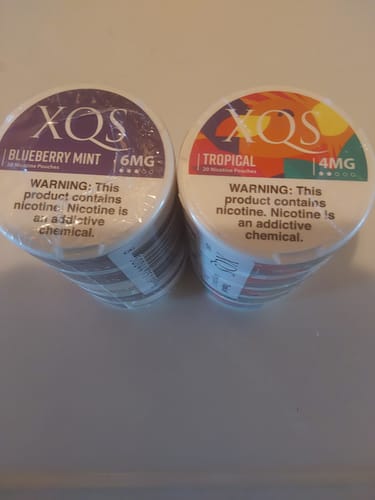 XQS
BLUEBERRY MINT
6MG
20 Nicotine Pouches
WARNING: This
product contains
nicotine. Nicotine is
an addictive
chemical.
XQS
TROPICAL
4MG
20 Nicotine Pouches
WARNING: This
product contains
nicotine. Nicotine is
an addictive
chemical.
XQS